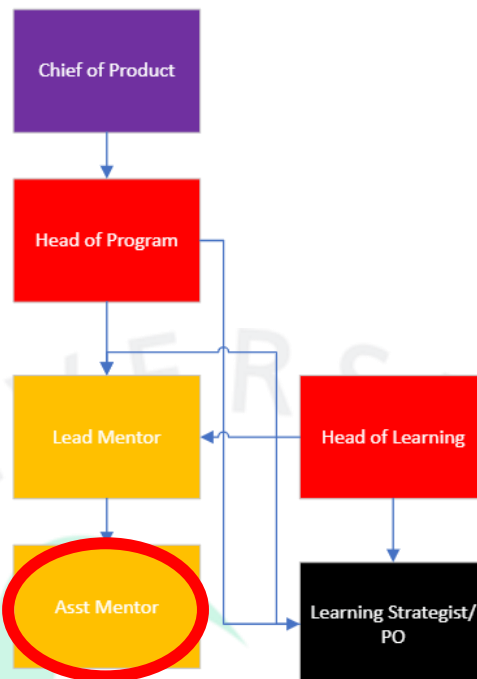 Chief of Product
Head of Program
Lead Mentor
Head of Learning
Asst Mentor
Learning Strategist/
PO